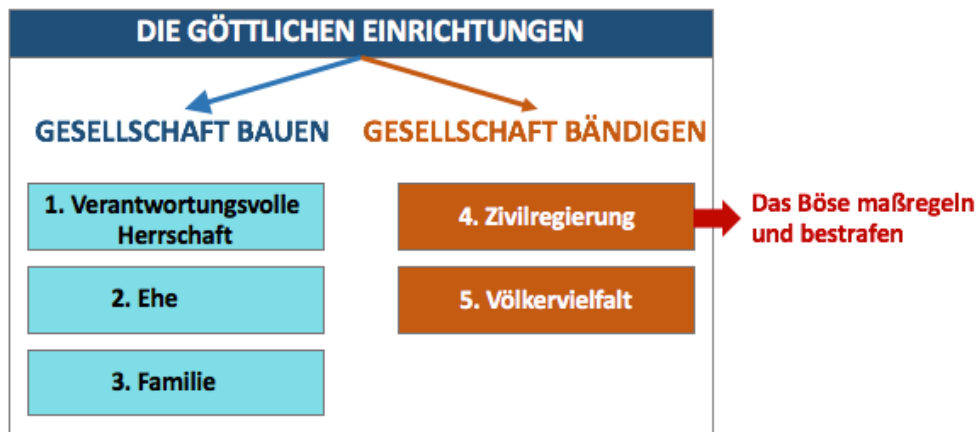 DIE GÖTTLICHEN EINRICHTUNGEN
GESELLSCHAFT BAUEN
GESELLSCHAFT BÄNDIGEN
1. Verantwortungsvolle
Herrschaft
2. Ehe
3. Familie
4. Zivilregierung
5. Völkervielfalt
Das Böse maßregeln
und bestrafen